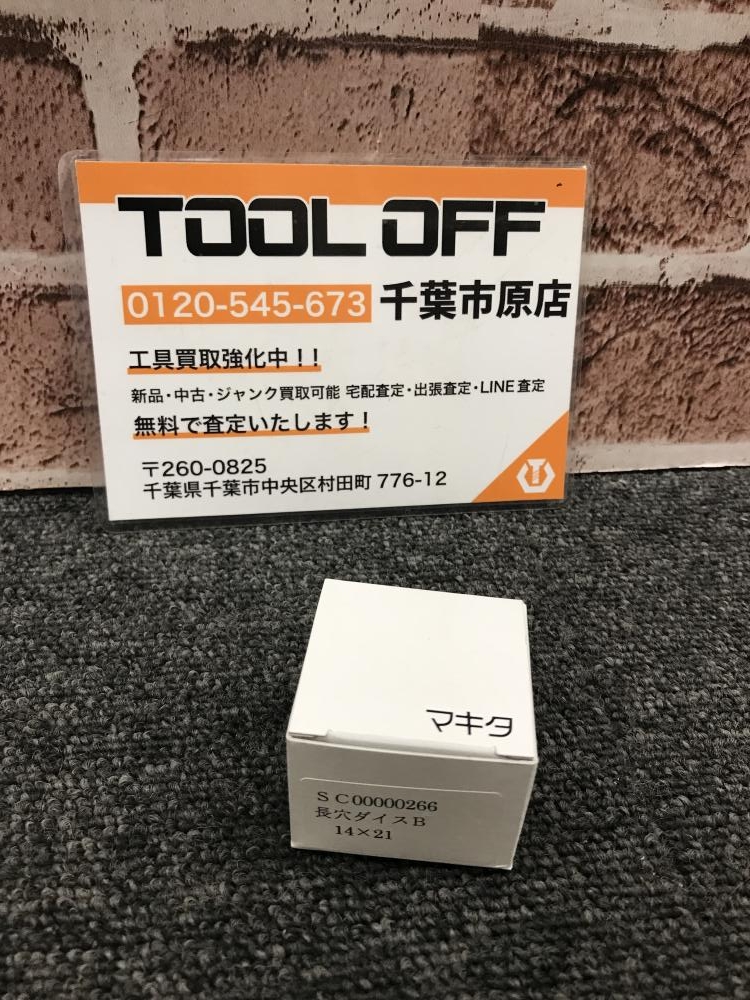 TOOL OFF
0120-545-673 千葉市原店
工具買取強化中!!
新品・中古・ジャンク買取可能 宅配査定・出張査定・LINE査定
無料で査定いたします!
〒260-0825
千葉県千葉市中央区村田町 776-12
マキタ
SC00000266
長穴ダイスB
14×21